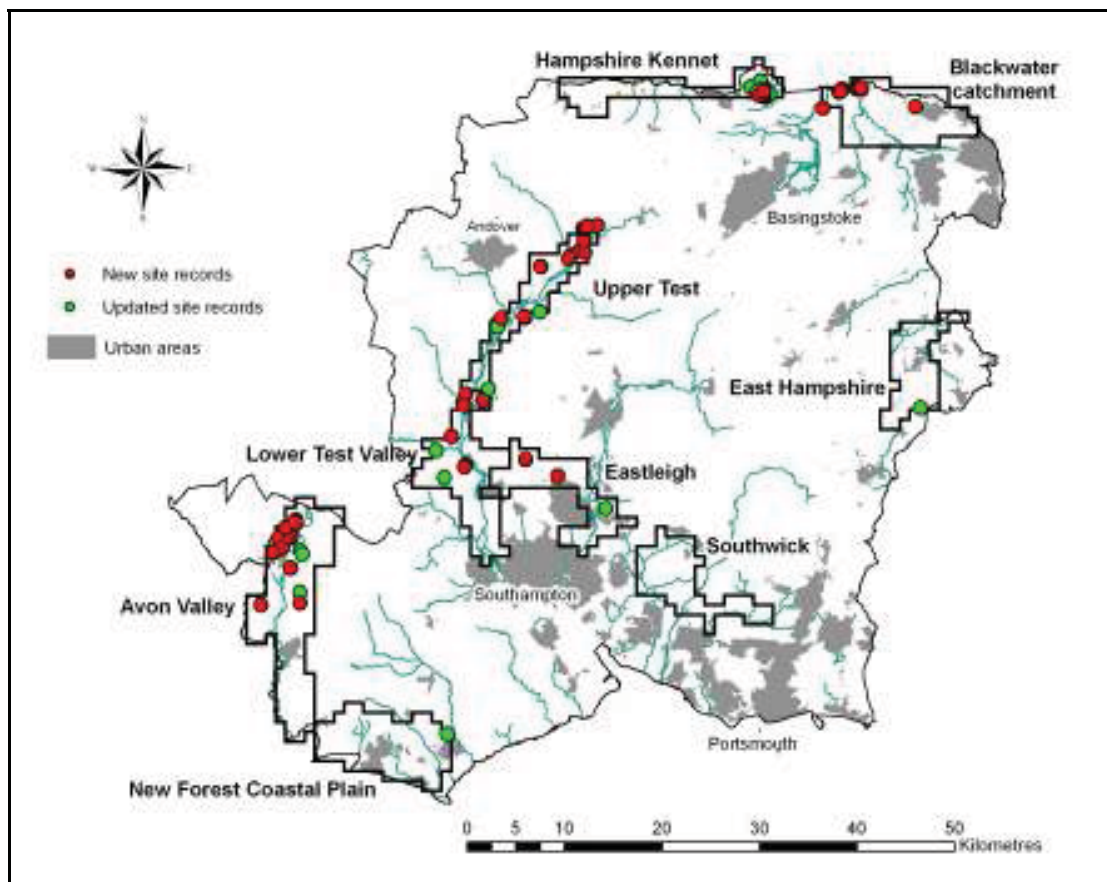 Hampshire Kennet
Blackwater
catchment
N
W
E
S
Andover
Basingstoke
New site records
Updated site records
Urban areas
Upper Test
East Hampshire
Lower Test Valley
Eastleigh
Southwick
Southampton
Avon Valley
Portsmouth
New Forest Coastal Plain
0 5 10 20 30 40 50
Kilometres